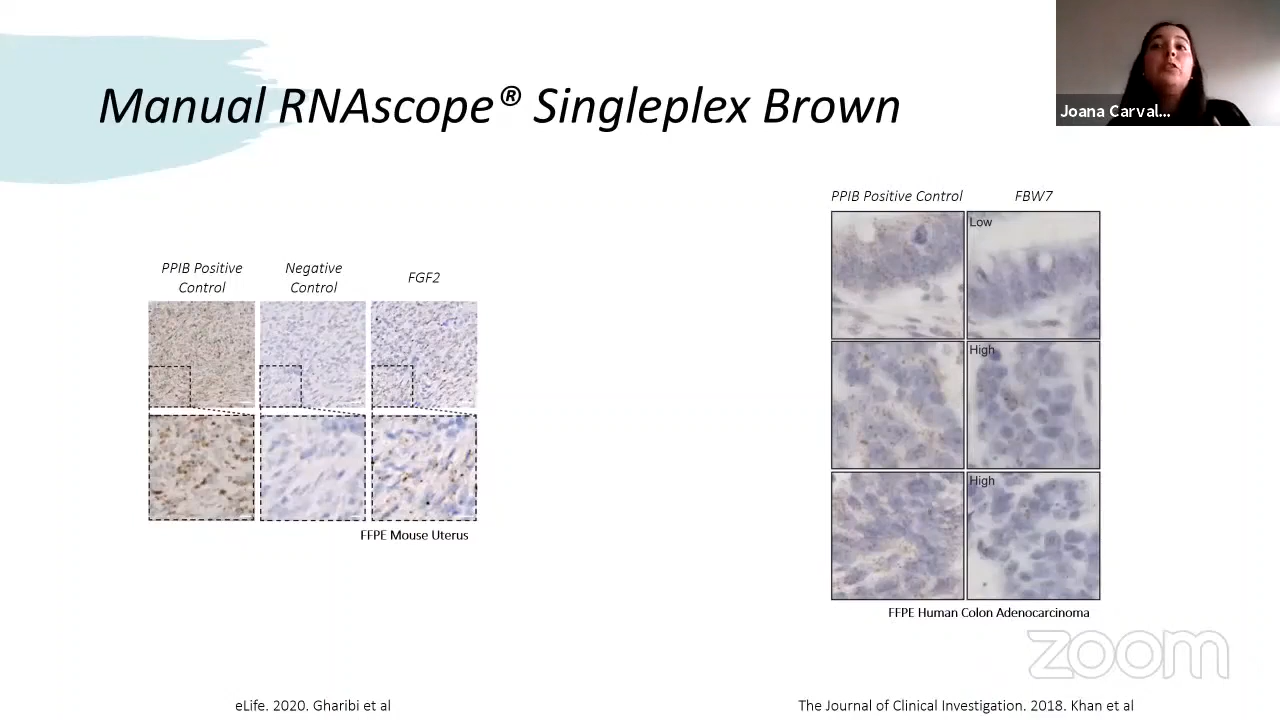 Manual RNAscope® Singleplex Brown
Joana Carval...
PPIB Positive Control
FBW7
Low
High
High
FFPE Human Colon Adenocarcinoma
PPIB Positive
Control
Negative
Control
FGF2
FFPE Mouse Uterus
zoom
eLife. 2020. Gharibi et al
The Journal of Clinical Investigation. 2018. Khan et al